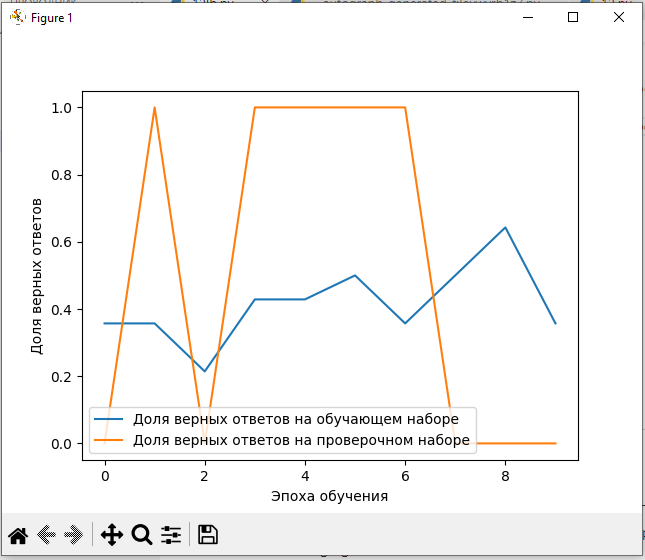 Figure 1
1.0
0.8
0.6
0.4
0.2
0.0
Доля верных ответов
Доля верных ответов на обучающем наборе
Доля верных ответов на проверочном наборе
0 2 4 6 8
Эпоха обучения